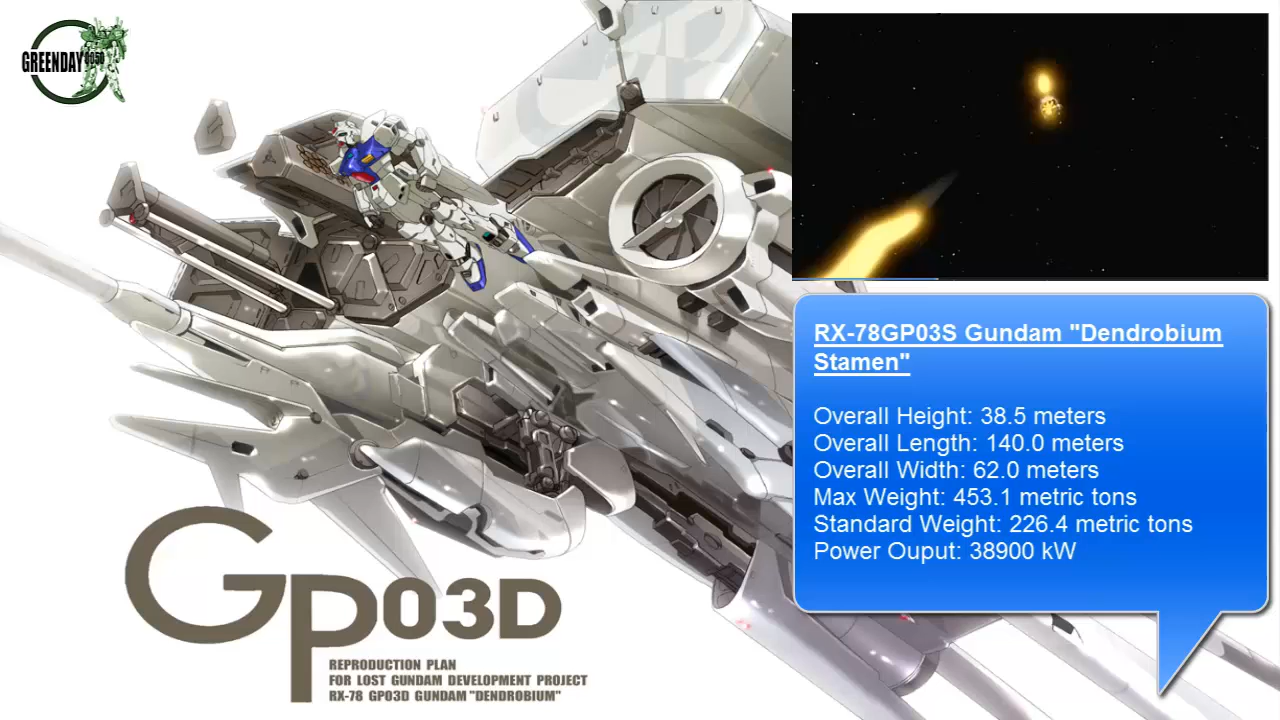 GREENDAY0050
RX-78GP03S Gundam "Dendrobium
Stamen"
Overall Height: 38.5 meters
Overall Length: 140.0 meters
Overall Width: 62.0 meters
Max Weight: 453.1 metric tons
Standard Weight: 226.4 metric tons
Power Ouput: 38900 kW
GP03D
REPRODUCTION PLAN
FOR LOST GUNDAM DEVELOPMENT PROJECT
RX-78 GP03D GUNDAM "DENDROBIUM"